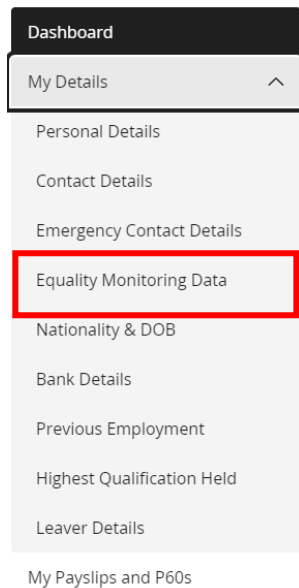 Dashboard
My Details
Personal Details
Contact Details
Emergency Contact Details
Equality Monitoring Data
Nationality & DOB
Bank Details
Previous Employment
Highest Qualification Held
Leaver Details
My Payslips and P60s